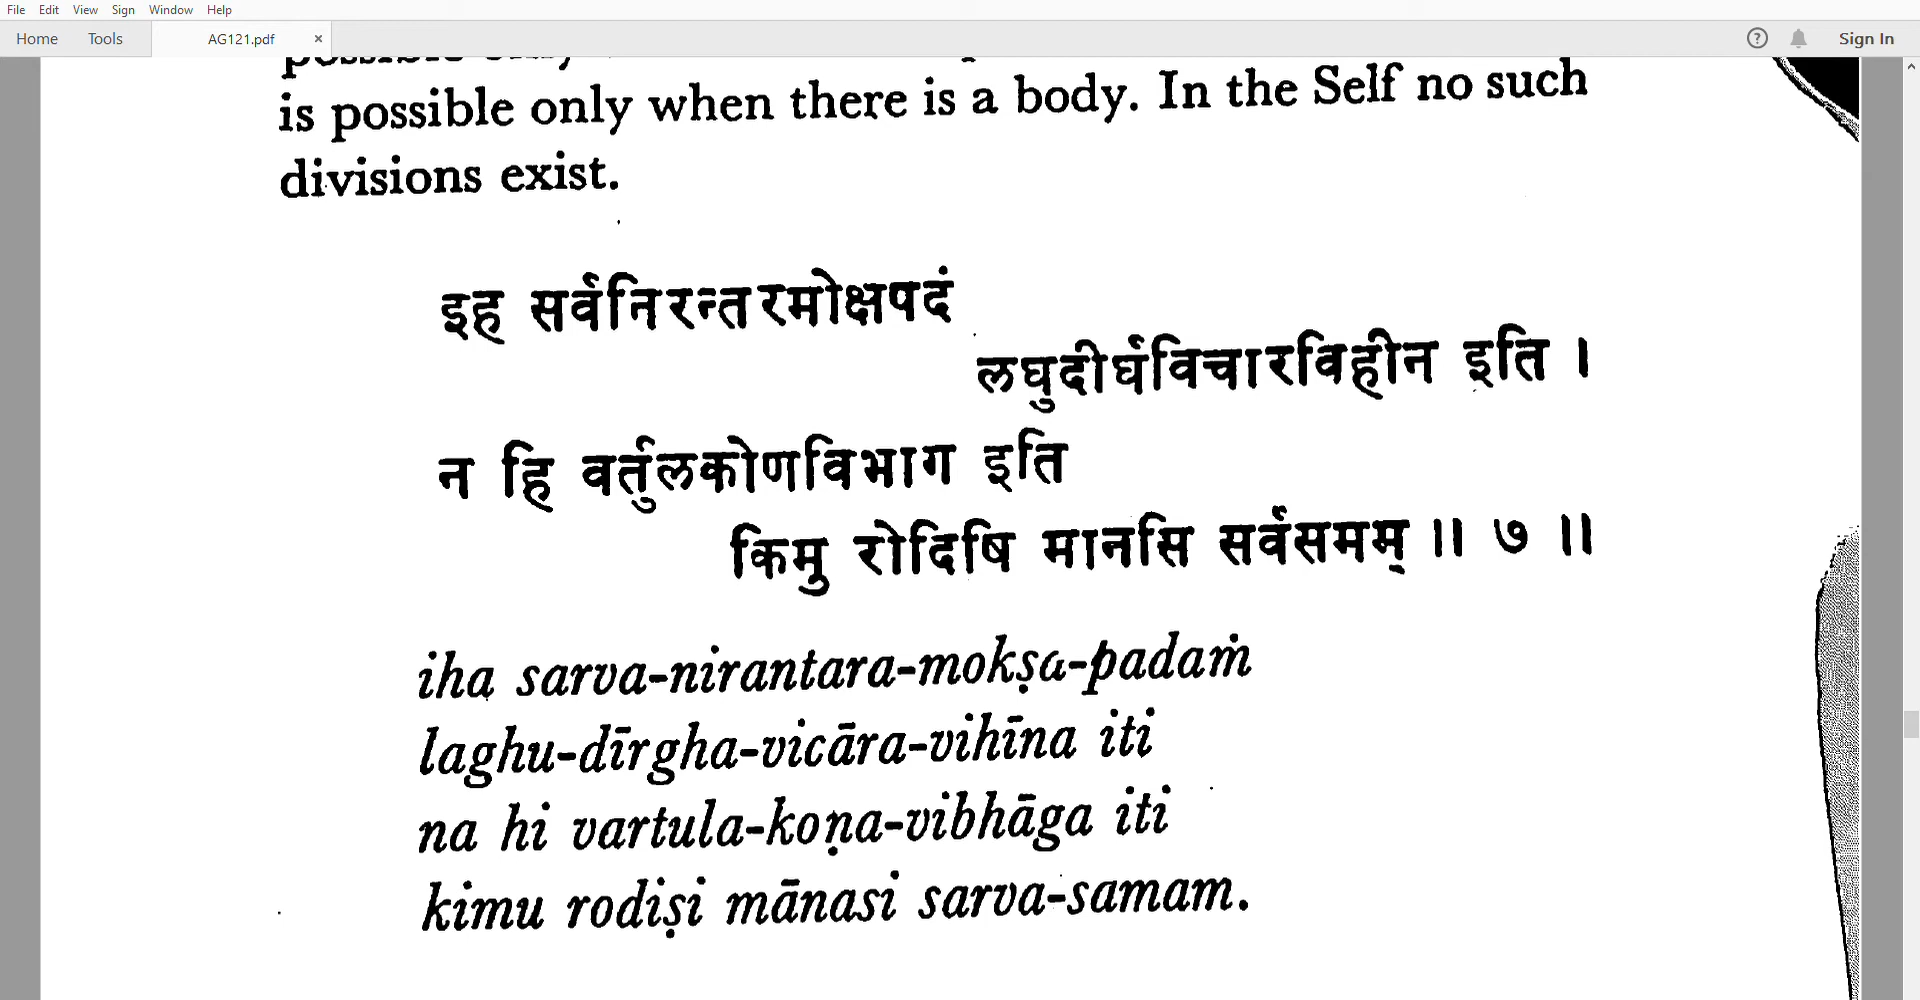 File Edit View Sign Window Help
Home Tools AG121.pdf × ? Sign In
possible only
is possible only when there is a body. In the Self no such
divisions exist.
इह सर्वनिरन्तरमोक्षपदं
लघुदीर्घविचारविहीन इति ।
न हि वर्तुलकोणविभाग इति
किमु रोदिषि मानसि सर्वसमम् ॥ ७ ॥
iha sarva-nirantara-mokṣa-padaṁ
laghu-dīrgha-vicāra-vihīna iti
na hi vartula-koṇa-vibhāga iti
kimu rodiṣi mānasi sarva-samam.